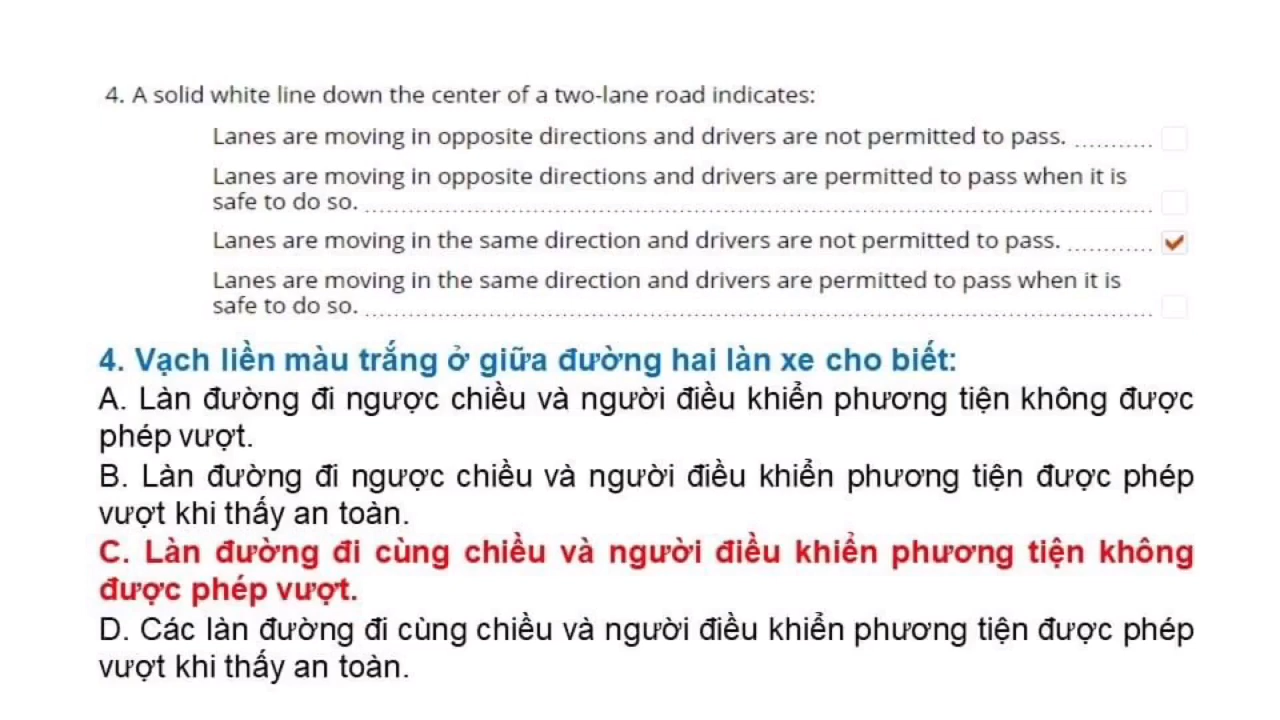 4. A solid white line down the center of a two-lane road indicates:
Lanes are moving in opposite directions and drivers are not permitted to pass. ............
Lanes are moving in opposite directions and drivers are permitted to pass when it is
safe to do so. ................................................................................................
Lanes are moving in the same direction and drivers are not permitted to pass. ............
Lanes are moving in the same direction and drivers are permitted to pass when it is
safe to do so. ................................................................................................
4. Vạch liền màu trắng ở giữa đường hai làn xe cho biết:
A. Làn đường đi ngược chiều và người điều khiển phương tiện không được
phép vượt.
B. Làn đường đi ngược chiều và người điều khiển phương tiện được phép
vượt khi thấy an toàn.
C. Làn đường đi cùng chiều và người điều khiển phương tiện không
được phép vượt.
D. Các làn đường đi cùng chiều và người điều khiển phương tiện được phép
vượt khi thấy an toàn.